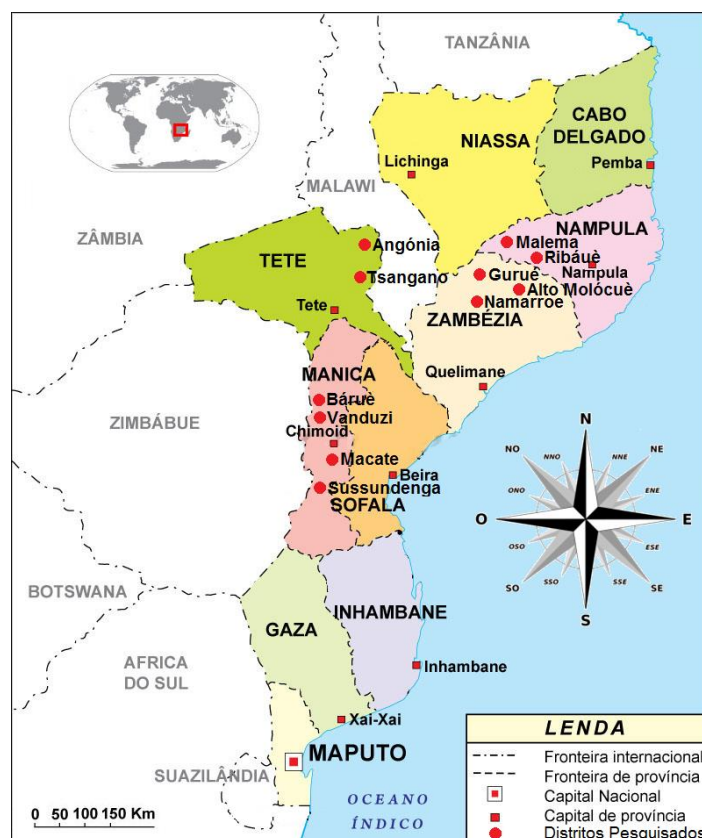 TANZÂNIA
CABO
DELGADO
NIASSA
Lichinga
Pemba
MALAWI
ZÂMBIA
NAMPULA
Angónia
Malema
Ribáuè
TETE
Nampula
Tsangano
Guruê
Alto Molócuè
Namarroe
Tete
ZAMBÉZIA
MANICA
Quelimane
Báruè
ZIMBÁBUE
Vanduzi
Chimoid
Macate
Beira
Sussundenga
SOFALA
N
NNO
NNE
NO
NE
ONO
ENE
O
E
OSO
ESE
SO
SE
SSO
SSE
S
BOTSWANA
INHAMBANE
GAZA
AFRICA
DO SUL
Inhambane
Xai-Xai
MAPUTO
SUAZILÂNDIA
OCEANO
ÍNDICO
0 50 100 150 Km
LENDA
Fronteira internacional
Fronteira de província
Capital Nacional
Capital de província
Distritos Pesquisados